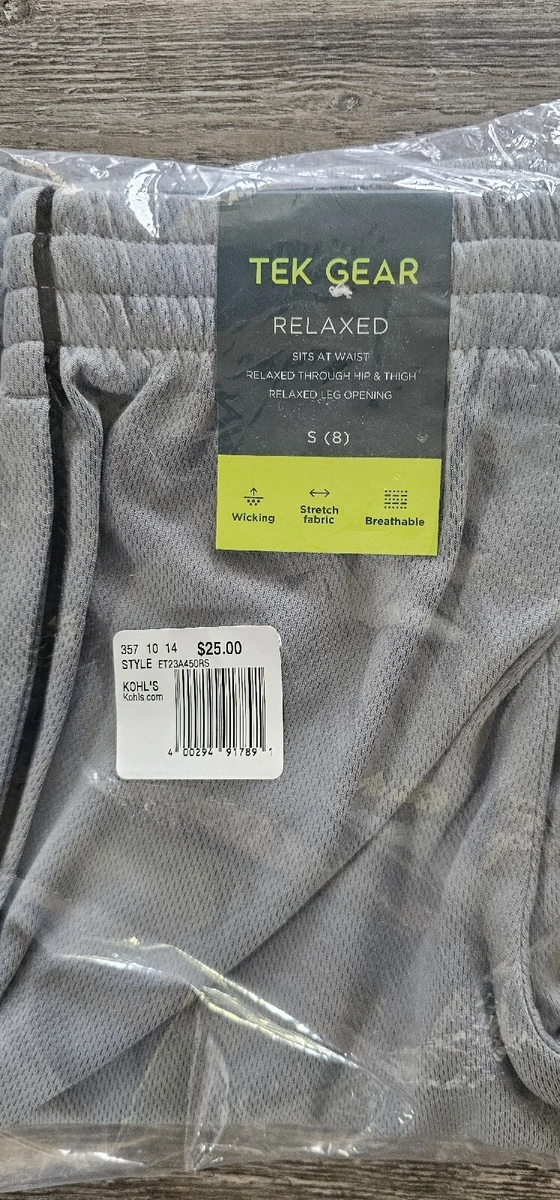 TEK GEAR
RELAXED
SITS AT WAIST
RELAXED THROUGH HIP & THIGH
RELAXED LEG OPENING
S (8)
Wicking
Stretch fabric
Breathable
357 10 14 $25.00
STYLE ET23A450RS
KOHL'S
Kohls.com
4 00294 91789 1